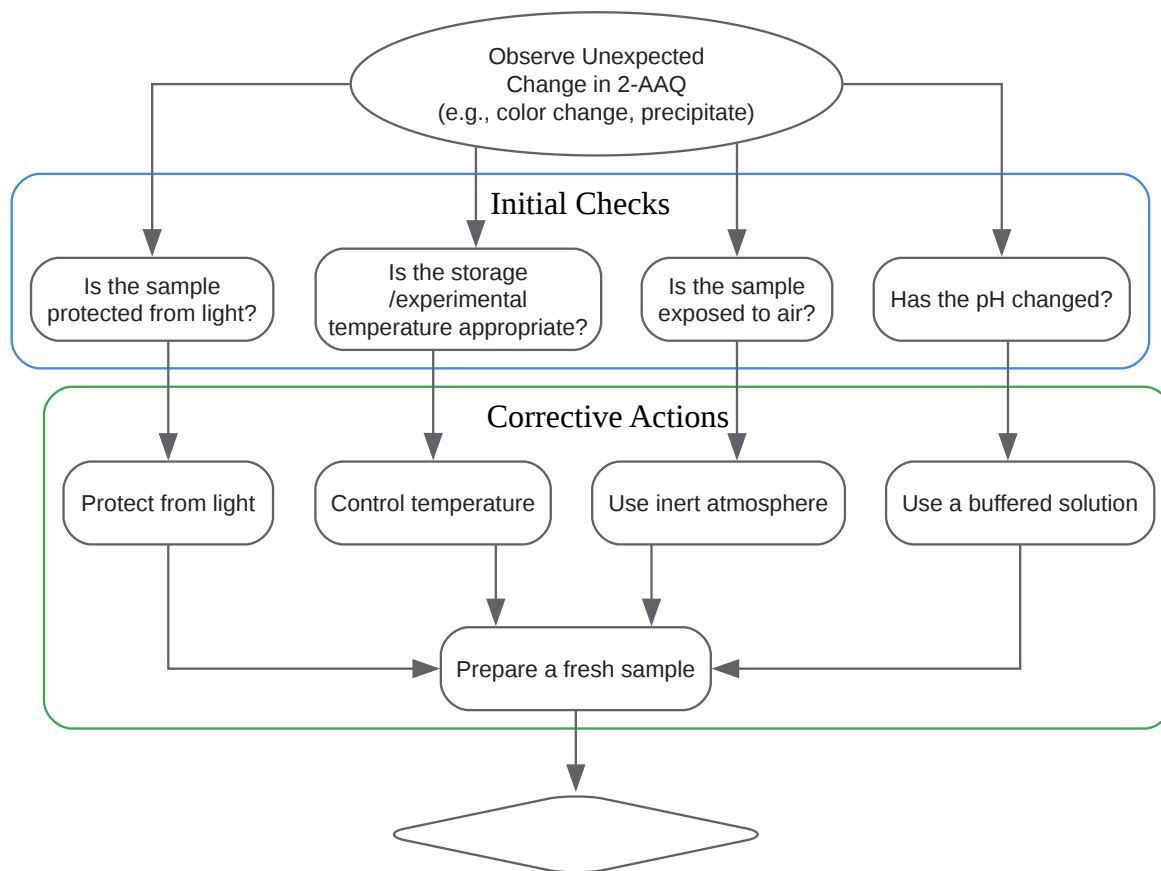 Observe Unexpected
Change in 2-AAQ
(e.g., color change, precipitate)
Initial Checks
Is the sample
protected from light?
Is the storage
/experimental
temperature appropriate?
Is the sample
exposed to air?
Has the pH changed?
Corrective Actions
Protect from light
Control temperature
Use inert atmosphere
Use a buffered solution
Prepare a fresh sample